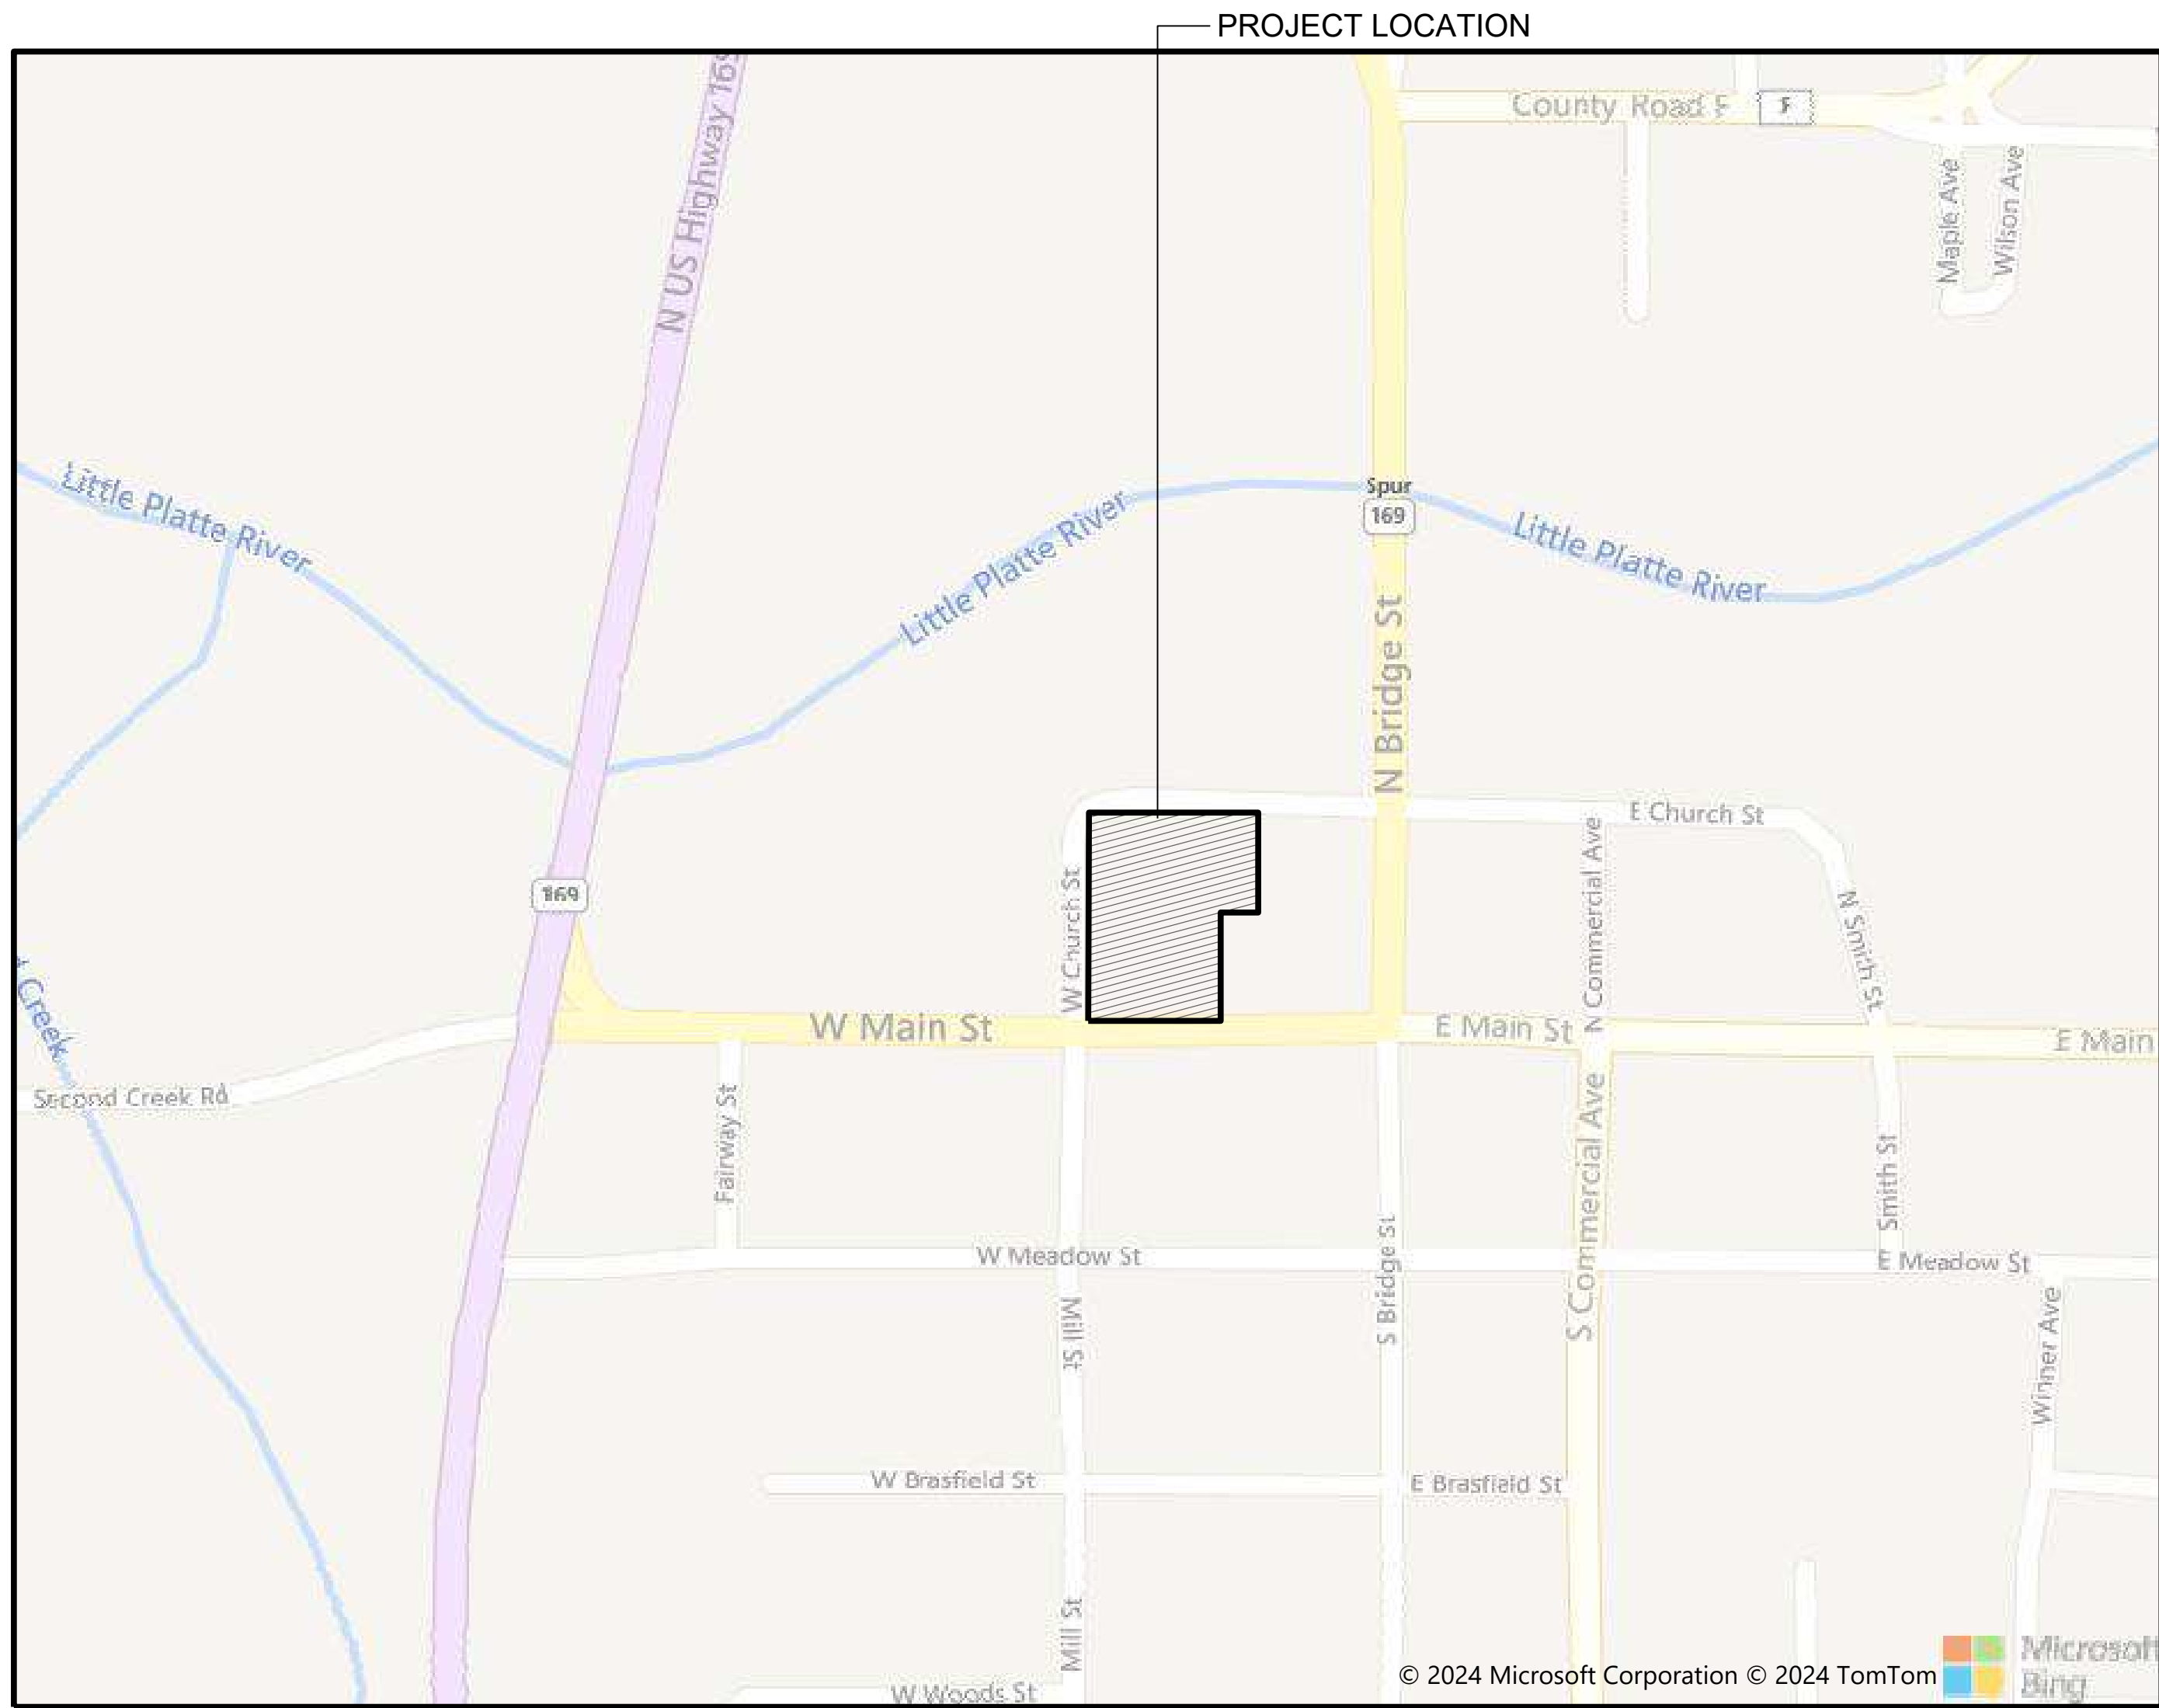 PROJECT LOCATION
N US Highway 169
County Road F
F
Maple Ave
Wilson Ave
Little Platte River
Little Platte River
Spur
169
Little Platte River
N Bridge St
E Church St
N Commercial Ave
W Church St
N Smith St
169
Creek
W Main St
E Main St
E Main
Second Creek Rd
Fairway St
S Commercial Ave
Smith St
W Meadow St
S Bridge St
E Meadow St
Mill St
Winner Ave
W Brasfield St
E Brasfield St
Mill St
W Woods St
© 2024 Microsoft Corporation © 2024 TomTom
Microsoft
Bing